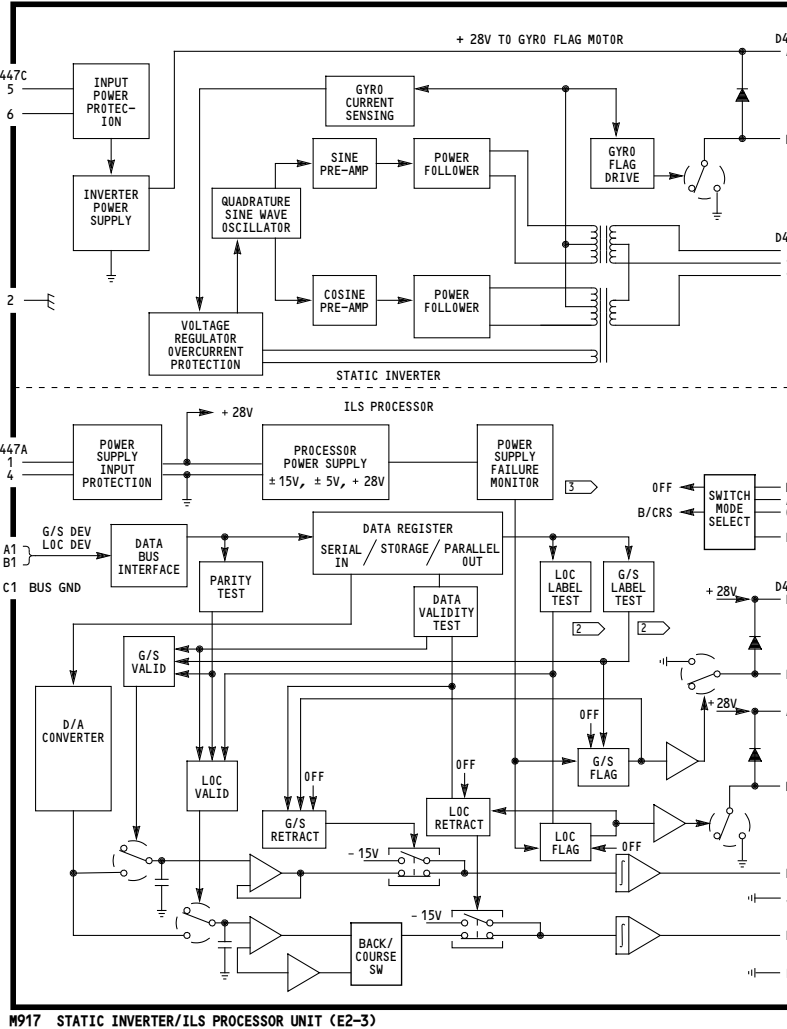 + 28V TO GYRO FLAG MOTOR
D4
447C
5
6
INPUT
POWER
PROTEC-
ION
GYRO
CURRENT
SENSING
SINE
PRE-AMP
POWER
FOLLOWER
GYRO
FLAG
DRIVE
INVERTER
POWER
SUPPLY
QUADRATURE
SINE WAVE
OSCILLATOR
D4
2
COSINE
PRE-AMP
POWER
FOLLOWER
VOLTAGE
REGULATOR
OVERCURRENT
PROTECTION
STATIC INVERTER
ILS PROCESSOR
+ 28V
447A
1
4
POWER
SUPPLY
INPUT
PROTECTION
PROCESSOR
POWER SUPPLY
± 15V, ± 5V, + 28V
POWER
SUPPLY
FAILURE
MONITOR
3
OFF
B/CRS
SWITCH
MODE
SELECT
G/S DEV
LOC DEV
A1
B1
DATA
BUS
INTERFACE
DATA REGISTER
SERIAL IN / STORAGE / PARALLEL OUT
C1 BUS GND
PARITY
TEST
DATA
VALIDITY
TEST
LOC
LABEL
TEST
G/S
LABEL
TEST
2
2
+ 28V
D4
G/S
VALID
D/A
CONVERTER
+ 28V
OFF
G/S
FLAG
LOC
VALID
OFF
OFF
G/S
RETRACT
LOC
RETRACT
LOC
FLAG
OFF
- 15V
- 15V
BACK/
COURSE
SW
M917 STATIC INVERTER/ILS PROCESSOR UNIT (E2-3)